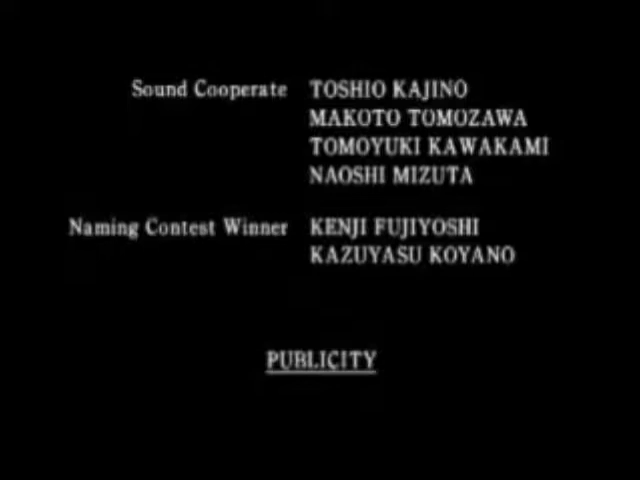 Sound Cooperate TOSHIO KAJINO
MAKOTO TOMOZAWA
TOMOYUKI KAWAKAMI
NAOSHI MIZUTA
Naming Contest Winner KENJI FUJIYOSHI
KAZUYASU KOYANO
PUBLICITY